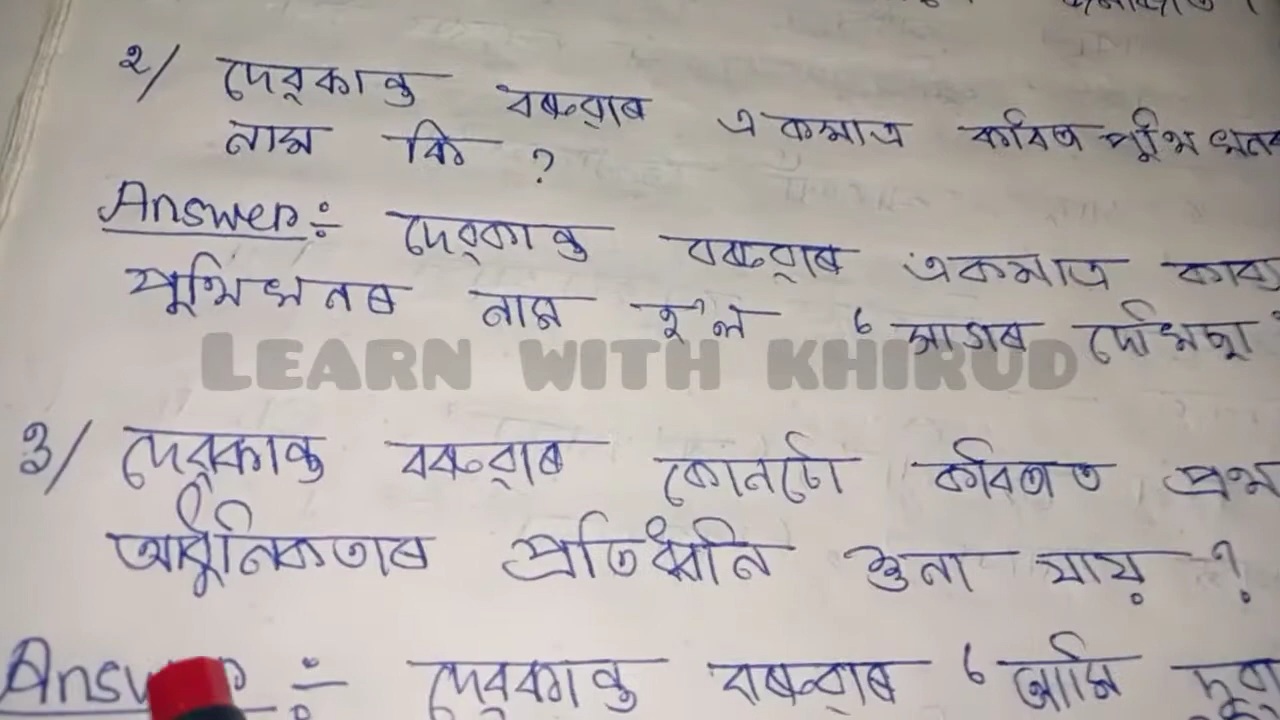 ২/ দেৱকান্ত বৰুৱাৰ একমাত্ৰ কবিতা পুথিখনৰ
নাম কি ?
Answer:- দেৱকান্ত বৰুৱাৰ একমাত্ৰ কাব্য
পুথিখনৰ নাম হ'ল ‘সাগৰ দেখিছা’
LEARN WITH KHIRUD
৩/ দেৱকান্ত বৰুৱাৰ কোনটো কবিতাত প্ৰথম
আধুনিকতাৰ প্ৰতিধ্বনি শুনা যায় ?
Answer :- দেৱকান্ত বৰুৱাৰ ‘আমি